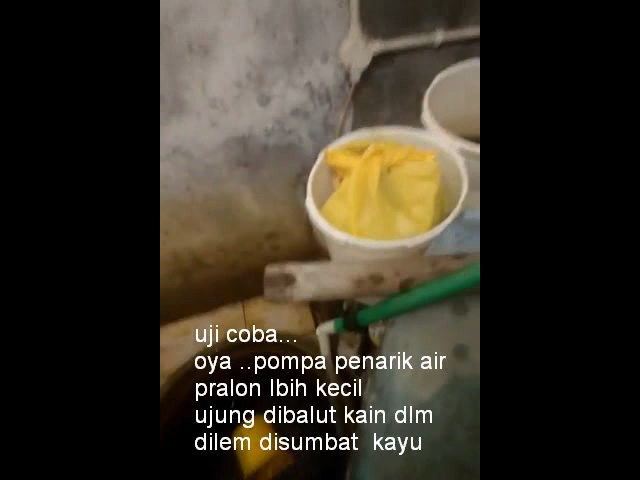 uji coba...
oya ..pompa penarik air
pralon lbih kecil
ujung dibalut kain dlm
dilem disumbat  kayu